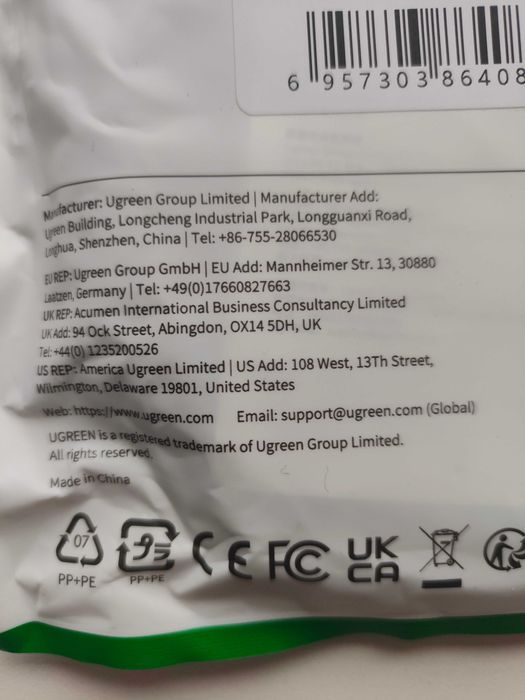 6 957303 86408
Manufacturer: Ugreen Group Limited | Manufacturer Add:
Ugreen Building, Longcheng Industrial Park, Longguanxi Road,
Longhua, Shenzhen, China | Tel: +86-755-28066530
EU REP: Ugreen Group GmbH | EU Add: Mannheimer Str. 13, 30880
Laatzen, Germany | Tel: +49(0)17660827663
UK REP: Acumen International Business Consultancy Limited
UK Add: 94 Ock Street, Abingdon, OX14 5DH, UK
Tel: +44(0) 1235200526
US REP: America Ugreen Limited | US Add: 108 West, 13Th Street,
Wilmington, Delaware 19801, United States
Web: https://www.ugreen.com Email: support@ugreen.com (Global)
UGREEN is a registered trademark of Ugreen Group Limited.
All rights reserved.
Made in China
07
PP+PE
PP+PE
CE FC UK
CA